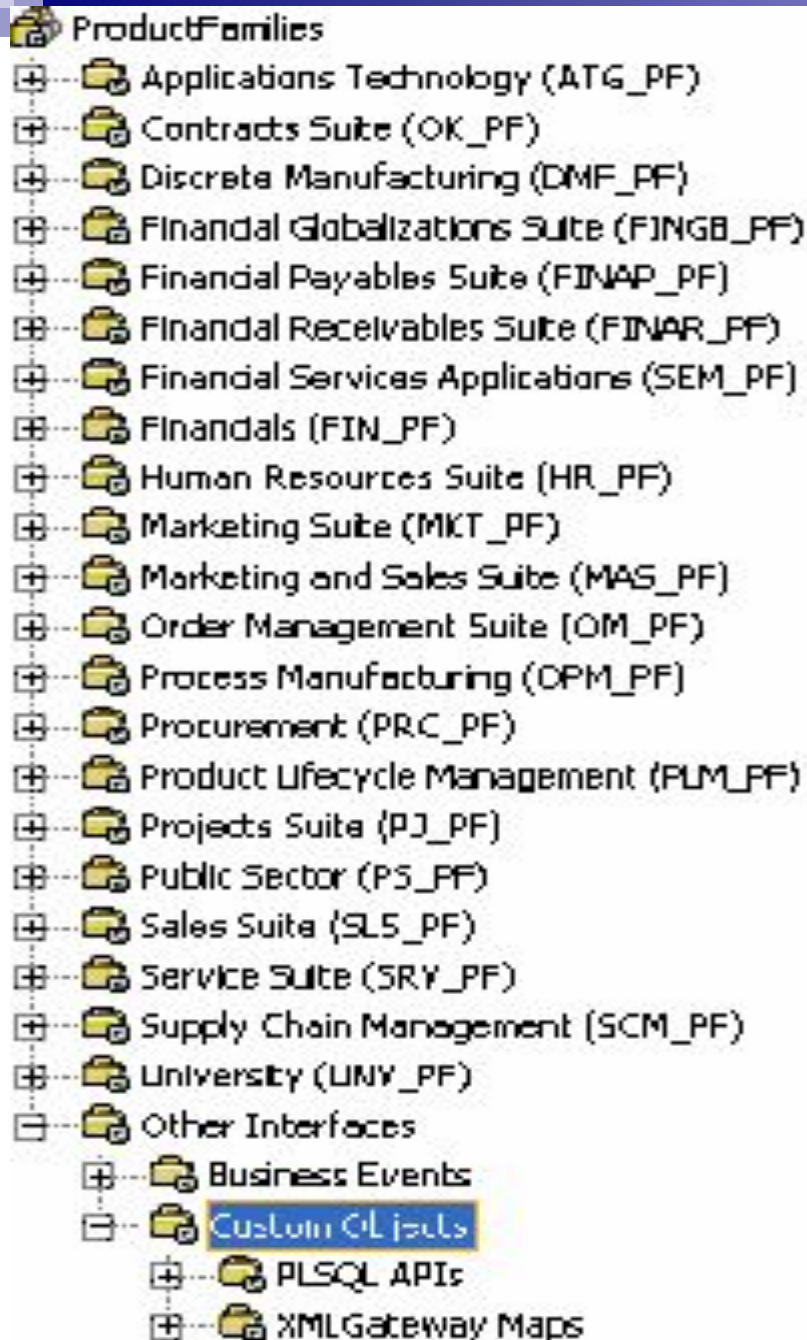 ProductFamilies
Applications Technology (ATG_PF)
Contracts Suite (OK_PF)
Discrete Manufacturing (DMF_PF)
Financial Globalizations Suite (FINGB_PF)
Financial Payables Suite (FINAP_PF)
Financial Receivables Suite (FINAR_PF)
Financial Services Applications (SEM_PF)
Financials (FIN_PF)
Human Resources Suite (HR_PF)
Marketing Suite (MKT_PF)
Marketing and Sales Suite (MAS_PF)
Order Management Suite (OM_PF)
Process Manufacturing (OPM_PF)
Procurement (PRC_PF)
Product Lifecycle Management (PLM_PF)
Projects Suite (PJ_PF)
Public Sector (PS_PF)
Sales Suite (SLS_PF)
Service Suite (SRV_PF)
Supply Chain Management (SCM_PF)
University (UNV_PF)
Other Interfaces
Business Events
Custom Objects
PLSQL APIs
XMLGateway Maps